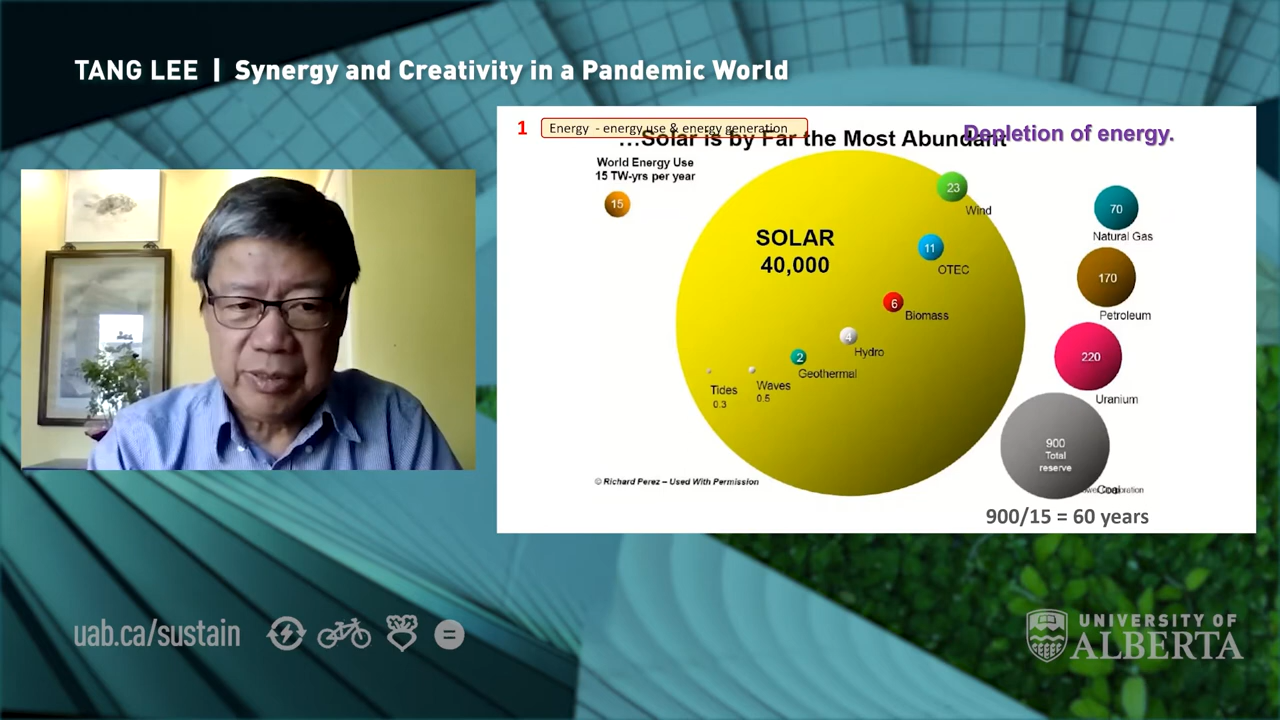 TANG LEE | Synergy and Creativity in a Pandemic World
1
Energy - energy use & energy generation
...Solar is by Far the Most Abundant
Depletion of energy.
World Energy Use
15 TW-yrs per year
15
SOLAR
40,000
23
Wind
11
OTEC
6
Biomass
4
Hydro
2
Geothermal
Waves
0.5
Tides
0.3
70
Natural Gas
170
Petroleum
220
Uranium
900
Total
reserve
Coal
© Richard Perez – Used With Permission
900/15 = 60 years
uab.ca/sustain
UNIVERSITY OF
ALBERTA